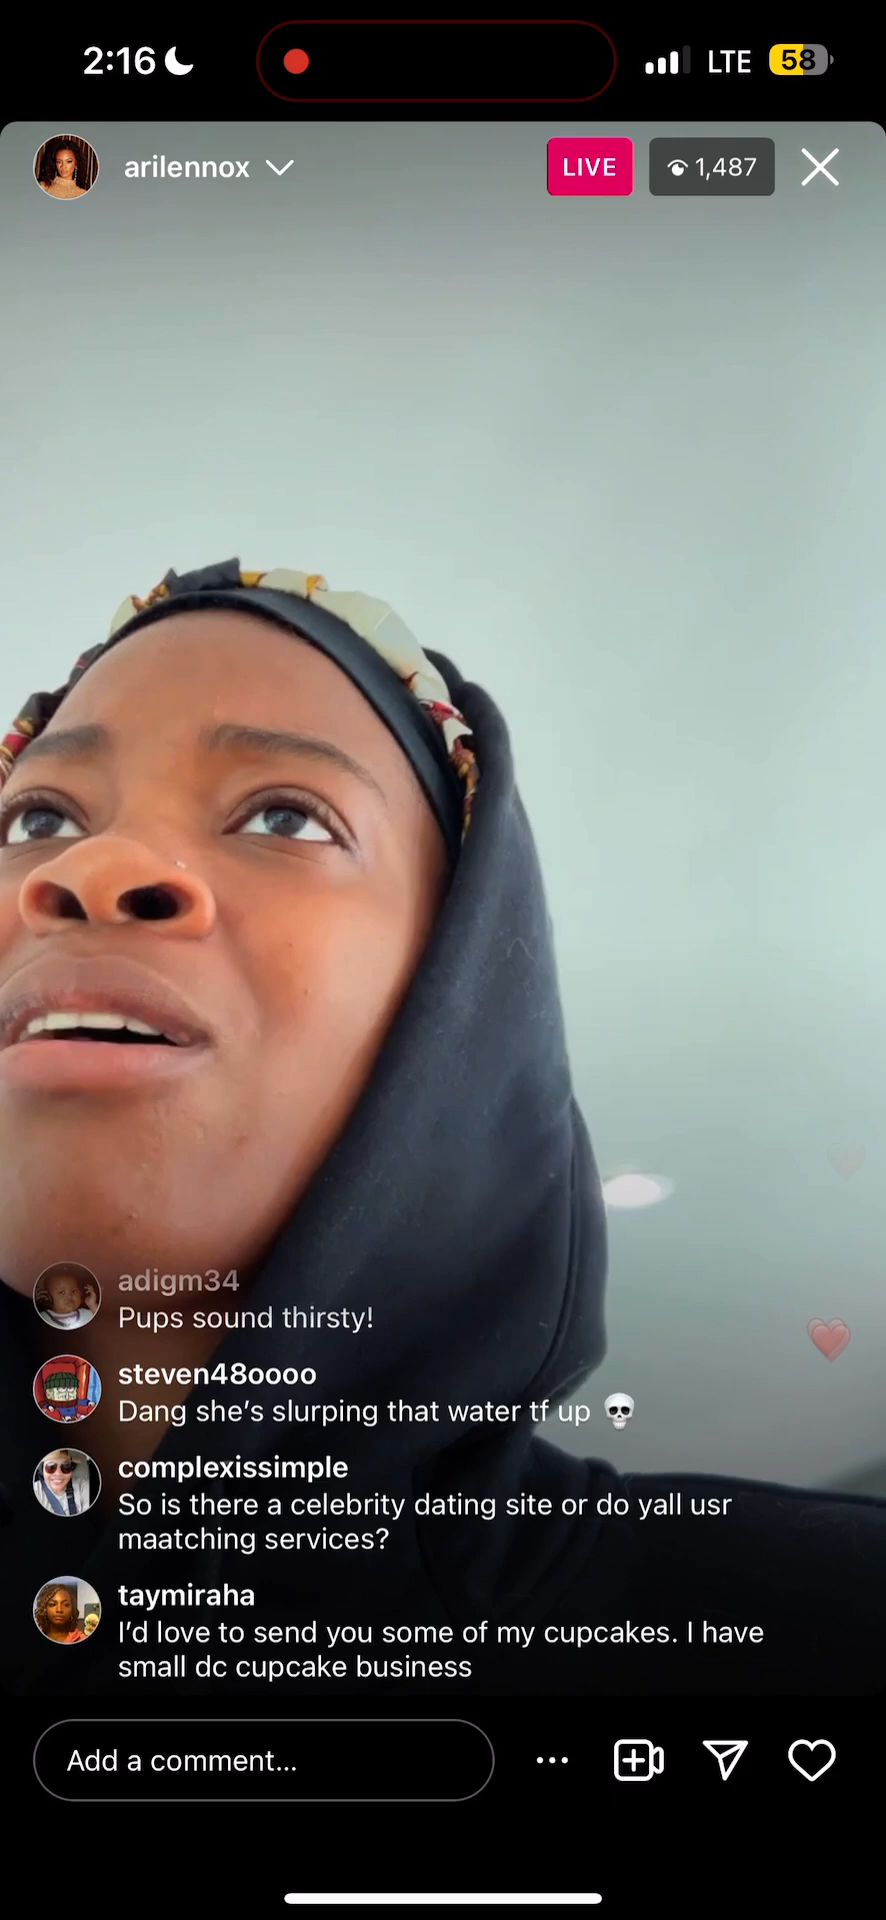 2:16
LTE
58
arilennox
LIVE
1,487
adigm34
Pups sound thirsty!
steven48oooo
Dang she’s slurping that water tf up 💀
complexissimple
So is there a celebrity dating site or do yall usr
maatching services?
taymiraha
I’d love to send you some of my cupcakes. I have
small dc cupcake business
Add a comment...